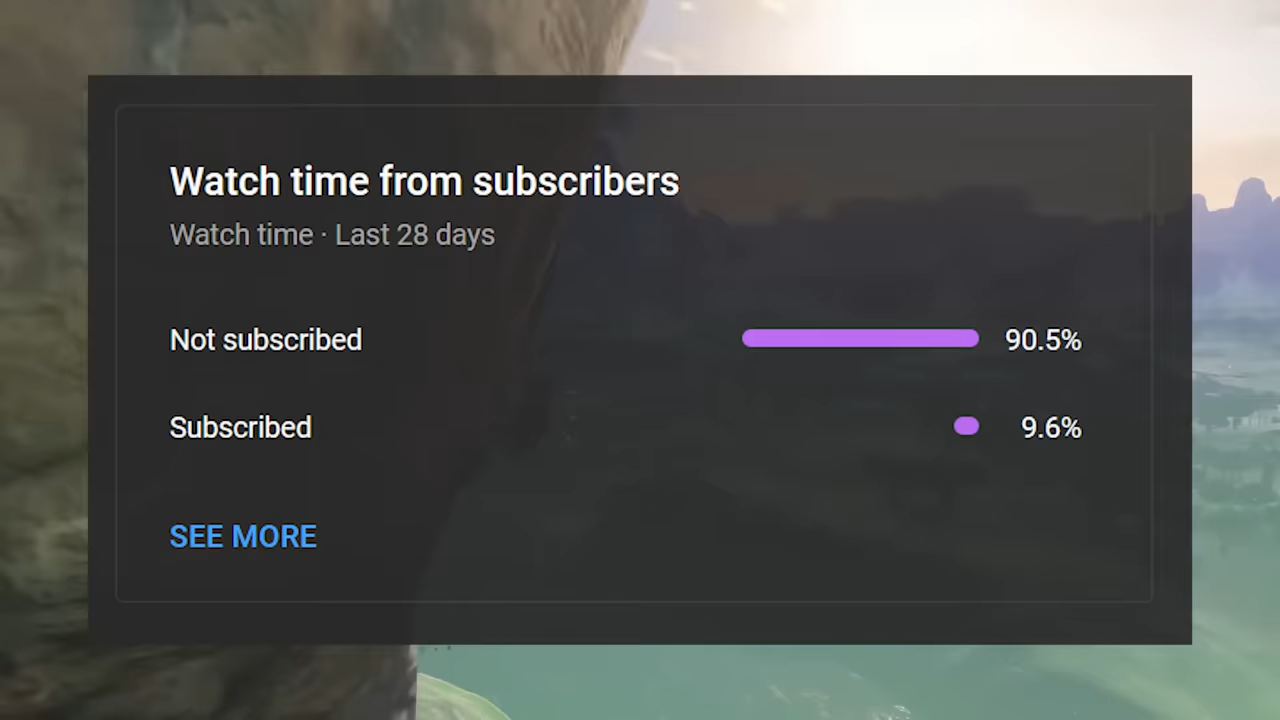 Watch time from subscribers
Watch time · Last 28 days
Not subscribed 90.5%
Subscribed 9.6%
SEE MORE